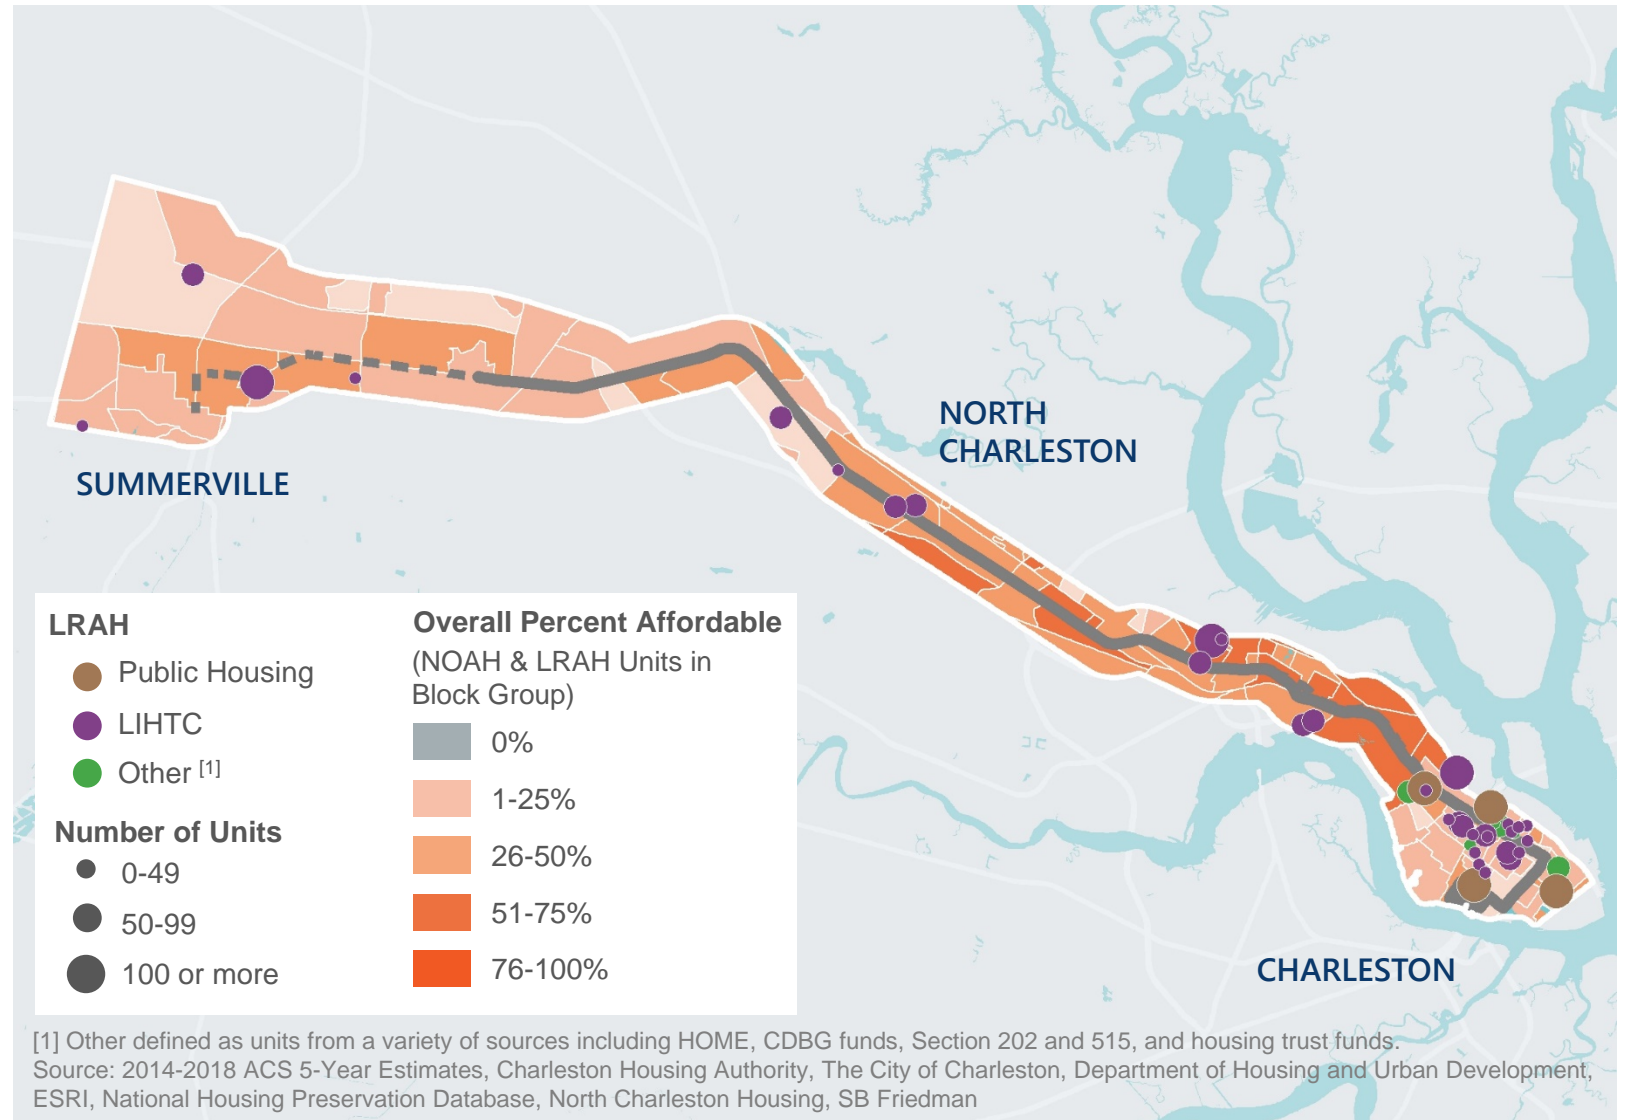 NORTH
CHARLESTON
SUMMERVILLE
CHARLESTON
LRAH
Public Housing
LIHTC
Other [1]
Number of Units
0-49
50-99
100 or more
Overall Percent Affordable
(NOAH & LRAH Units in
Block Group)
0%
1-25%
26-50%
51-75%
76-100%
[1] Other defined as units from a variety of sources including HOME, CDBG funds, Section 202 and 515, and housing trust funds.
Source: 2014-2018 ACS 5-Year Estimates, Charleston Housing Authority, The City of Charleston, Department of Housing and Urban Development,
ESRI, National Housing Preservation Database, North Charleston Housing, SB Friedman